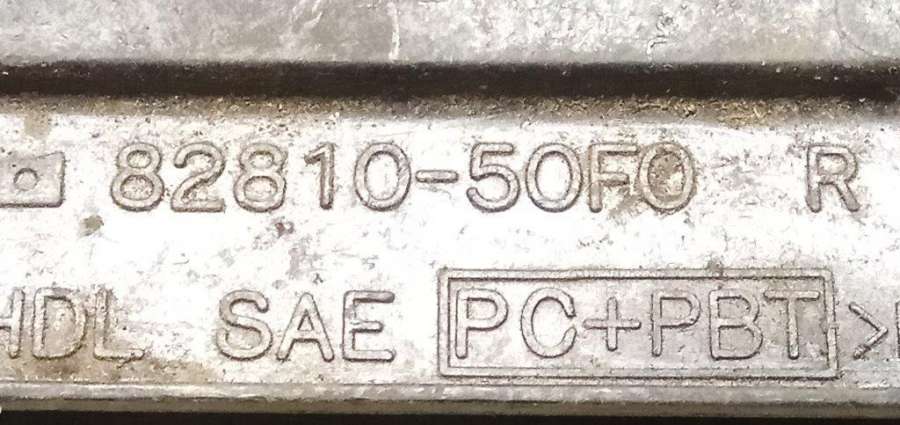 82810-50F0 R
HDL SAE PC+PBT >